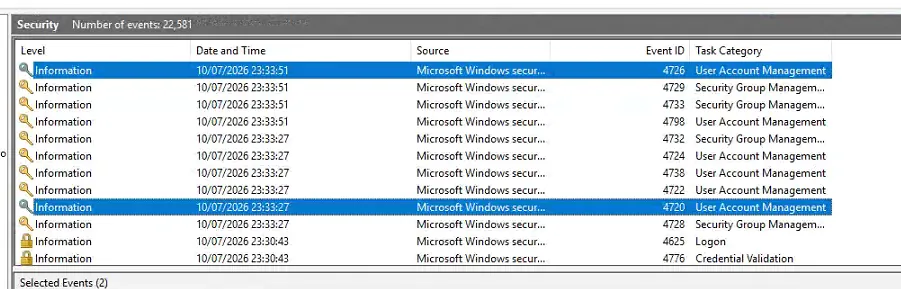 Security Number of events: 22,581
Level Date and Time Source Event ID Task Category
Information 10/07/2026 23:33:51 Microsoft Windows secur... 4726 User Account Management
Information 10/07/2026 23:33:51 Microsoft Windows secur... 4729 Security Group Managem...
Information 10/07/2026 23:33:51 Microsoft Windows secur... 4733 Security Group Managem...
Information 10/07/2026 23:33:51 Microsoft Windows secur... 4798 User Account Management
Information 10/07/2026 23:33:27 Microsoft Windows secur... 4732 Security Group Managem...
Information 10/07/2026 23:33:27 Microsoft Windows secur... 4724 User Account Management
Information 10/07/2026 23:33:27 Microsoft Windows secur... 4738 User Account Management
Information 10/07/2026 23:33:27 Microsoft Windows secur... 4722 User Account Management
Information 10/07/2026 23:33:27 Microsoft Windows secur... 4720 User Account Management
Information 10/07/2026 23:33:27 Microsoft Windows secur... 4728 Security Group Managem...
Information 10/07/2026 23:30:43 Microsoft Windows secur... 4625 Logon
Information 10/07/2026 23:30:43 Microsoft Windows secur... 4776 Credential Validation
Selected Events (2)